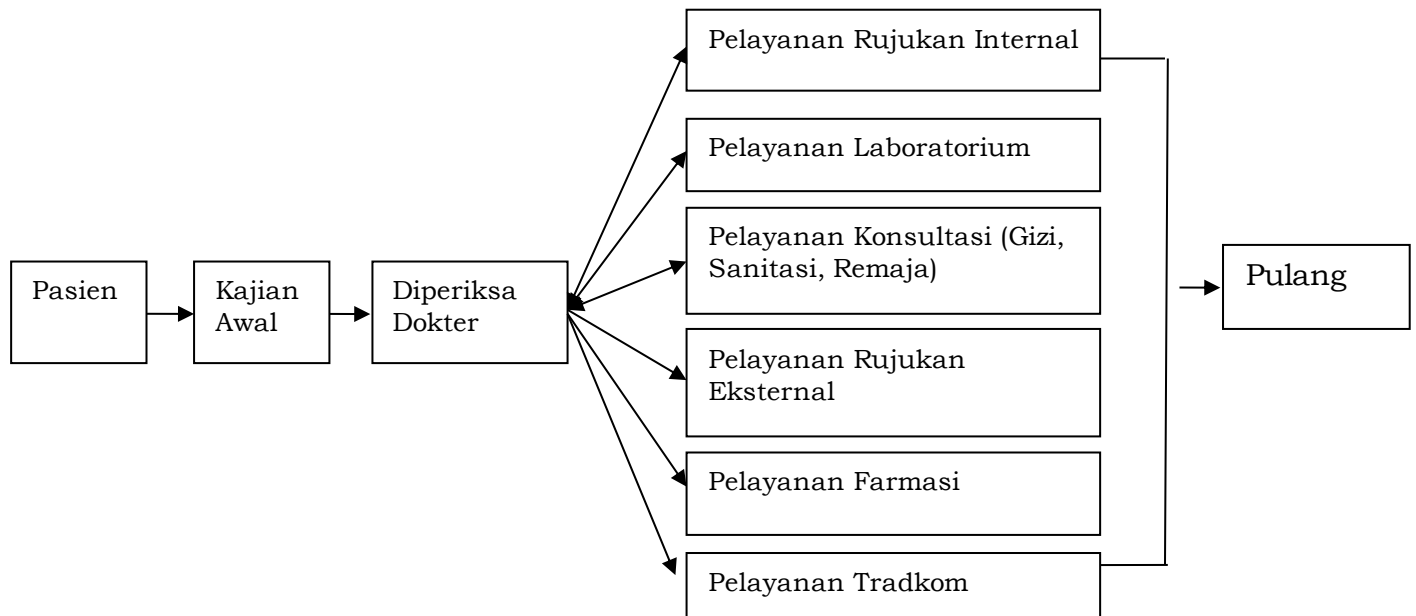 Pasien
Kajian
Awal
Diperiksa
Dokter
Pelayanan Rujukan Internal
Pelayanan Laboratorium
Pelayanan Konsultasi (Gizi,
Sanitasi, Remaja)
Pelayanan Rujukan
Eksternal
Pelayanan Farmasi
Pelayanan Tradkom
Pulang